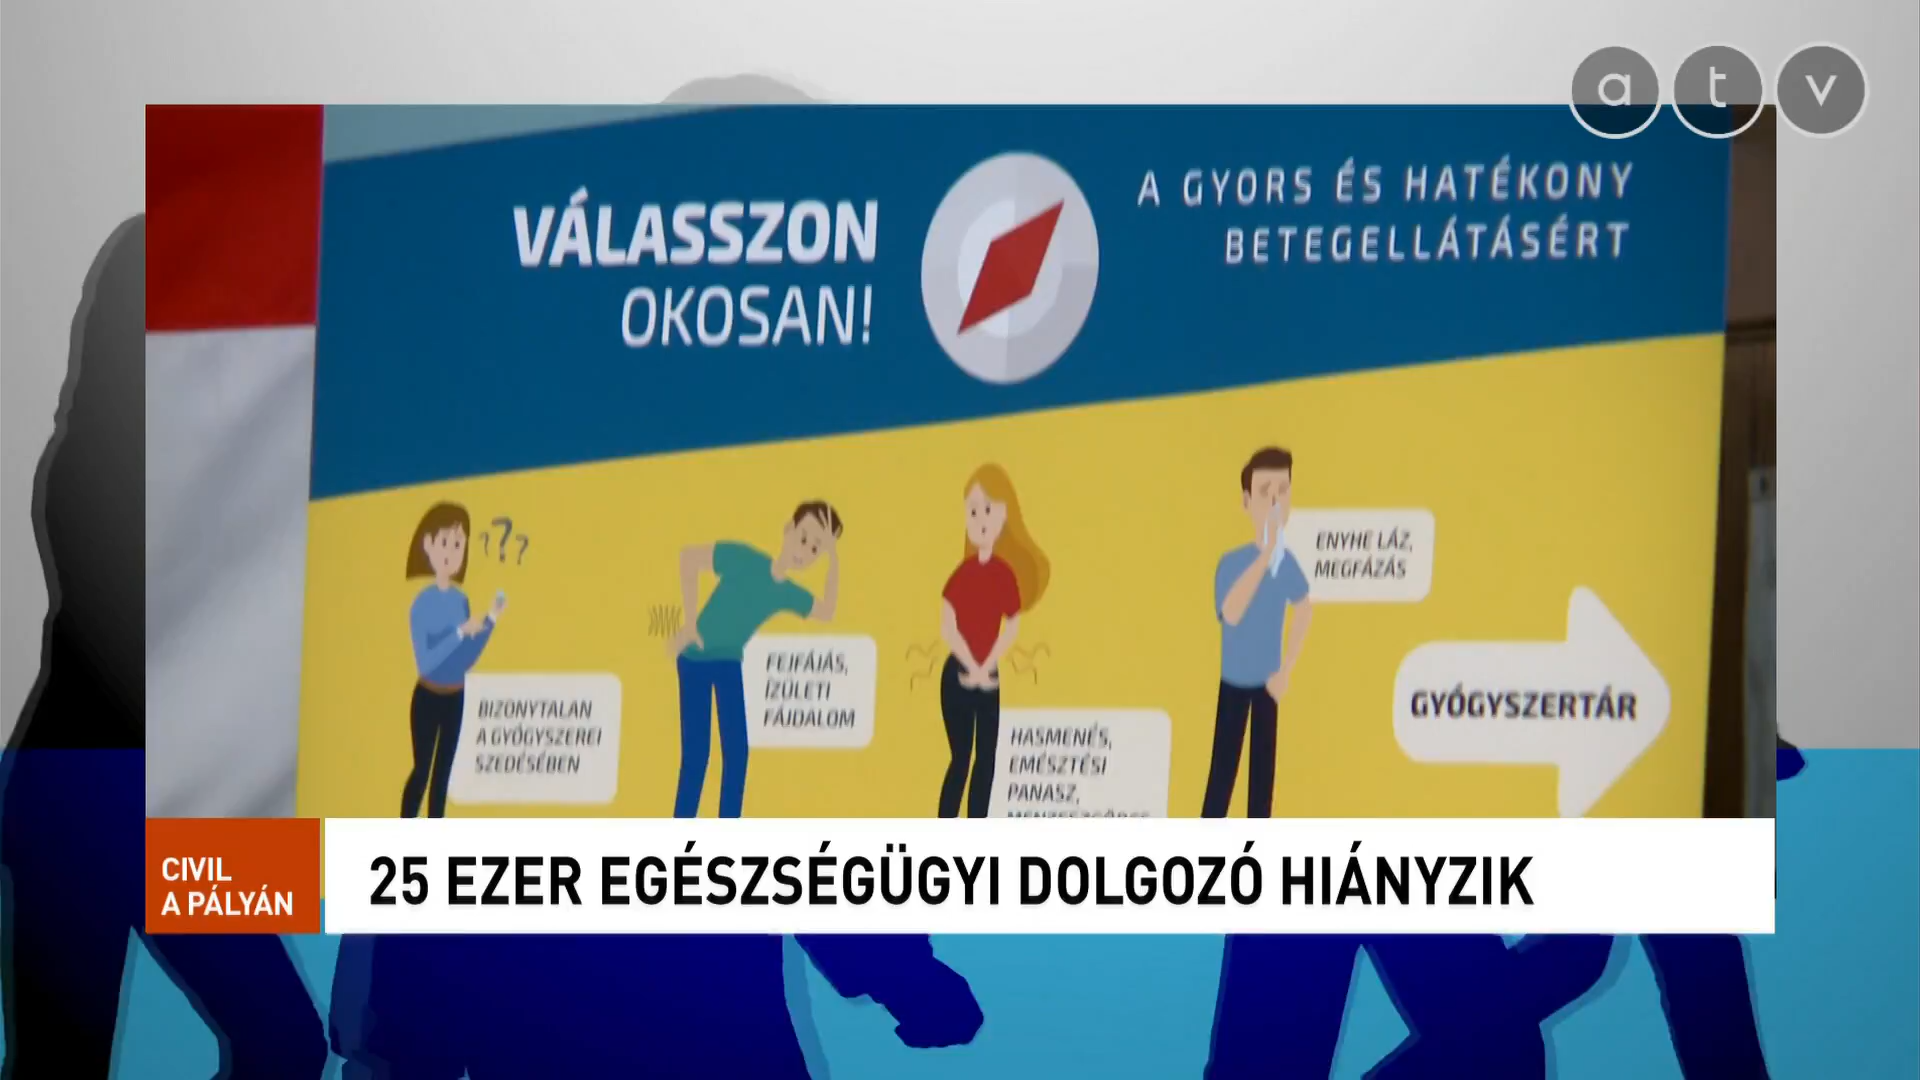 a t v
VÁLASSZON
OKOSAN!
A GYORS ÉS HATÉKONY
BETEGELLÁTÁSÉRT
???
BIZONYTALAN
A GYÓGYSZEREI
SZEDÉSÉBEN
FEJFÁJÁS,
ÍZÜLETI
FÁJDALOM
HASMENÉS,
EMÉSZTÉSI
PANASZ,
ENYHE LÁZ,
MEGFÁZÁS
GYÓGYSZERTÁR
CIVIL
A PÁLYÁN
25 EZER EGÉSZSÉGÜGYI DOLGOZÓ HIÁNYZIK